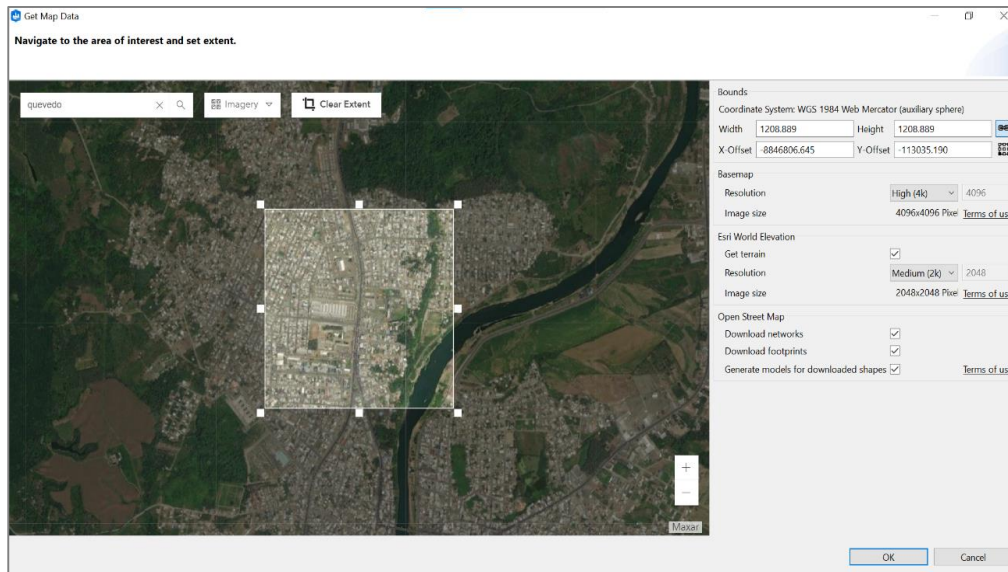 Get Map Data
Navigate to the area of interest and set extent.
quevedo
Imagery
Clear Extent
Maxar
Bounds
Coordinate System: WGS 1984 Web Mercator (auxiliary sphere)
Width 1208.889 Height 1208.889
X-Offset -8846806.645 Y-Offset -113035.190
Basemap
Resolution High (4k) 4096
Image size 4096x4096 Pixel Terms of us
Esri World Elevation
Get terrain
Resolution Medium (2k) 2048
Image size 2048x2048 Pixel Terms of us
Open Street Map
Download networks
Download footprints
Generate models for downloaded shapes Terms of us
OK Cancel